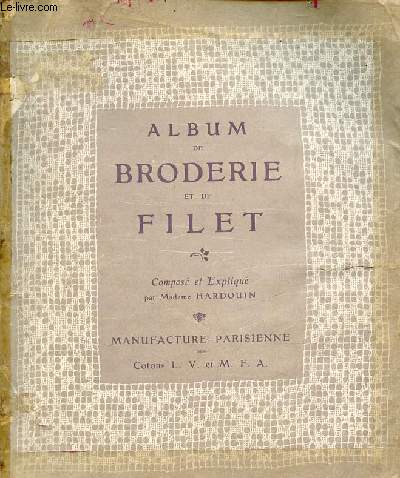 Le-livre.com
ALBUM
DE
BRODERIE
ET DE
FILET
Composé et Expliqué
par Madame HARDOUIN
MANUFACTURE PARISIENNE
DES
Cotons L. V. et M. F. A.